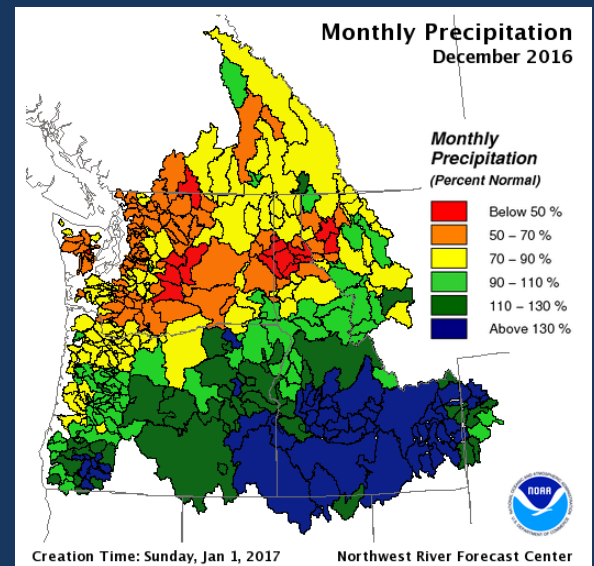 Monthly Precipitation
December 2016
Monthly
Precipitation
(Percent Normal)
Below 50 %
50 – 70 %
70 – 90 %
90 – 110 %
110 – 130 %
Above 130 %
NOAA
Creation Time: Sunday, Jan 1, 2017
Northwest River Forecast Center